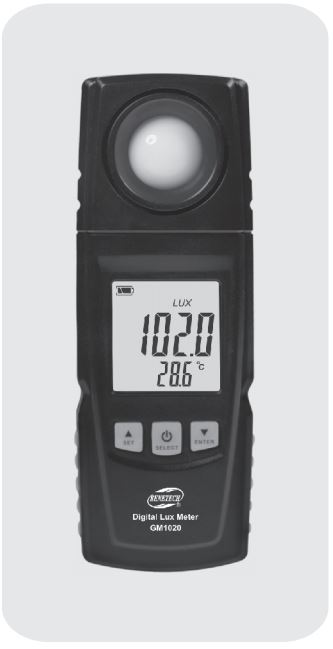 LUX
102.0
28.6 °C
SET
SELECT
ENTER
BENETECH
®
Digital Lux Meter
GM1020